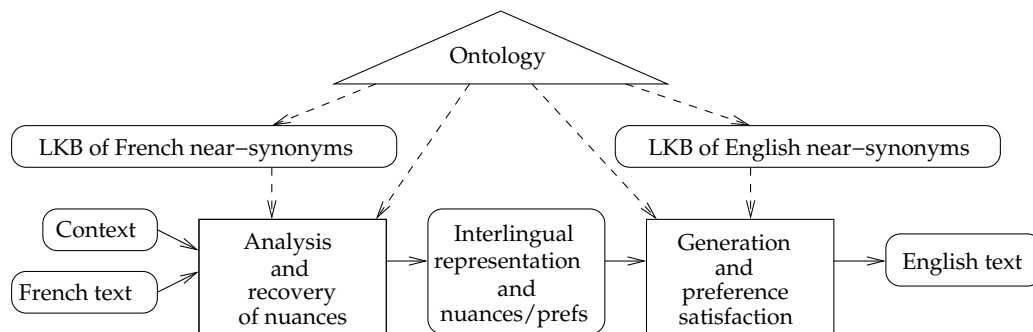 Ontology
LKB of French near−synonyms
LKB of English near−synonyms
Context
French text
Analysis
and
recovery
of nuances
Interlingual
representation
and
nuances/prefs
Generation
and
preference
satisfaction
English text